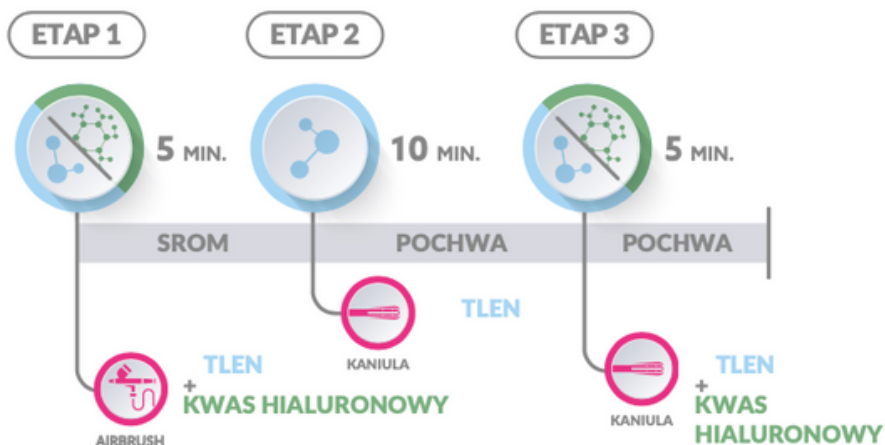 ETAP 1
ETAP 2
ETAP 3
5 MIN.
10 MIN.
5 MIN.
SROM
POCHWA
POCHWA
TLEN
KANIULA
TLEN
+
KWAS HIALURONOWY
AIRBRUSH
KANIULA
TLEN
+
KWAS
HIALURONOWY